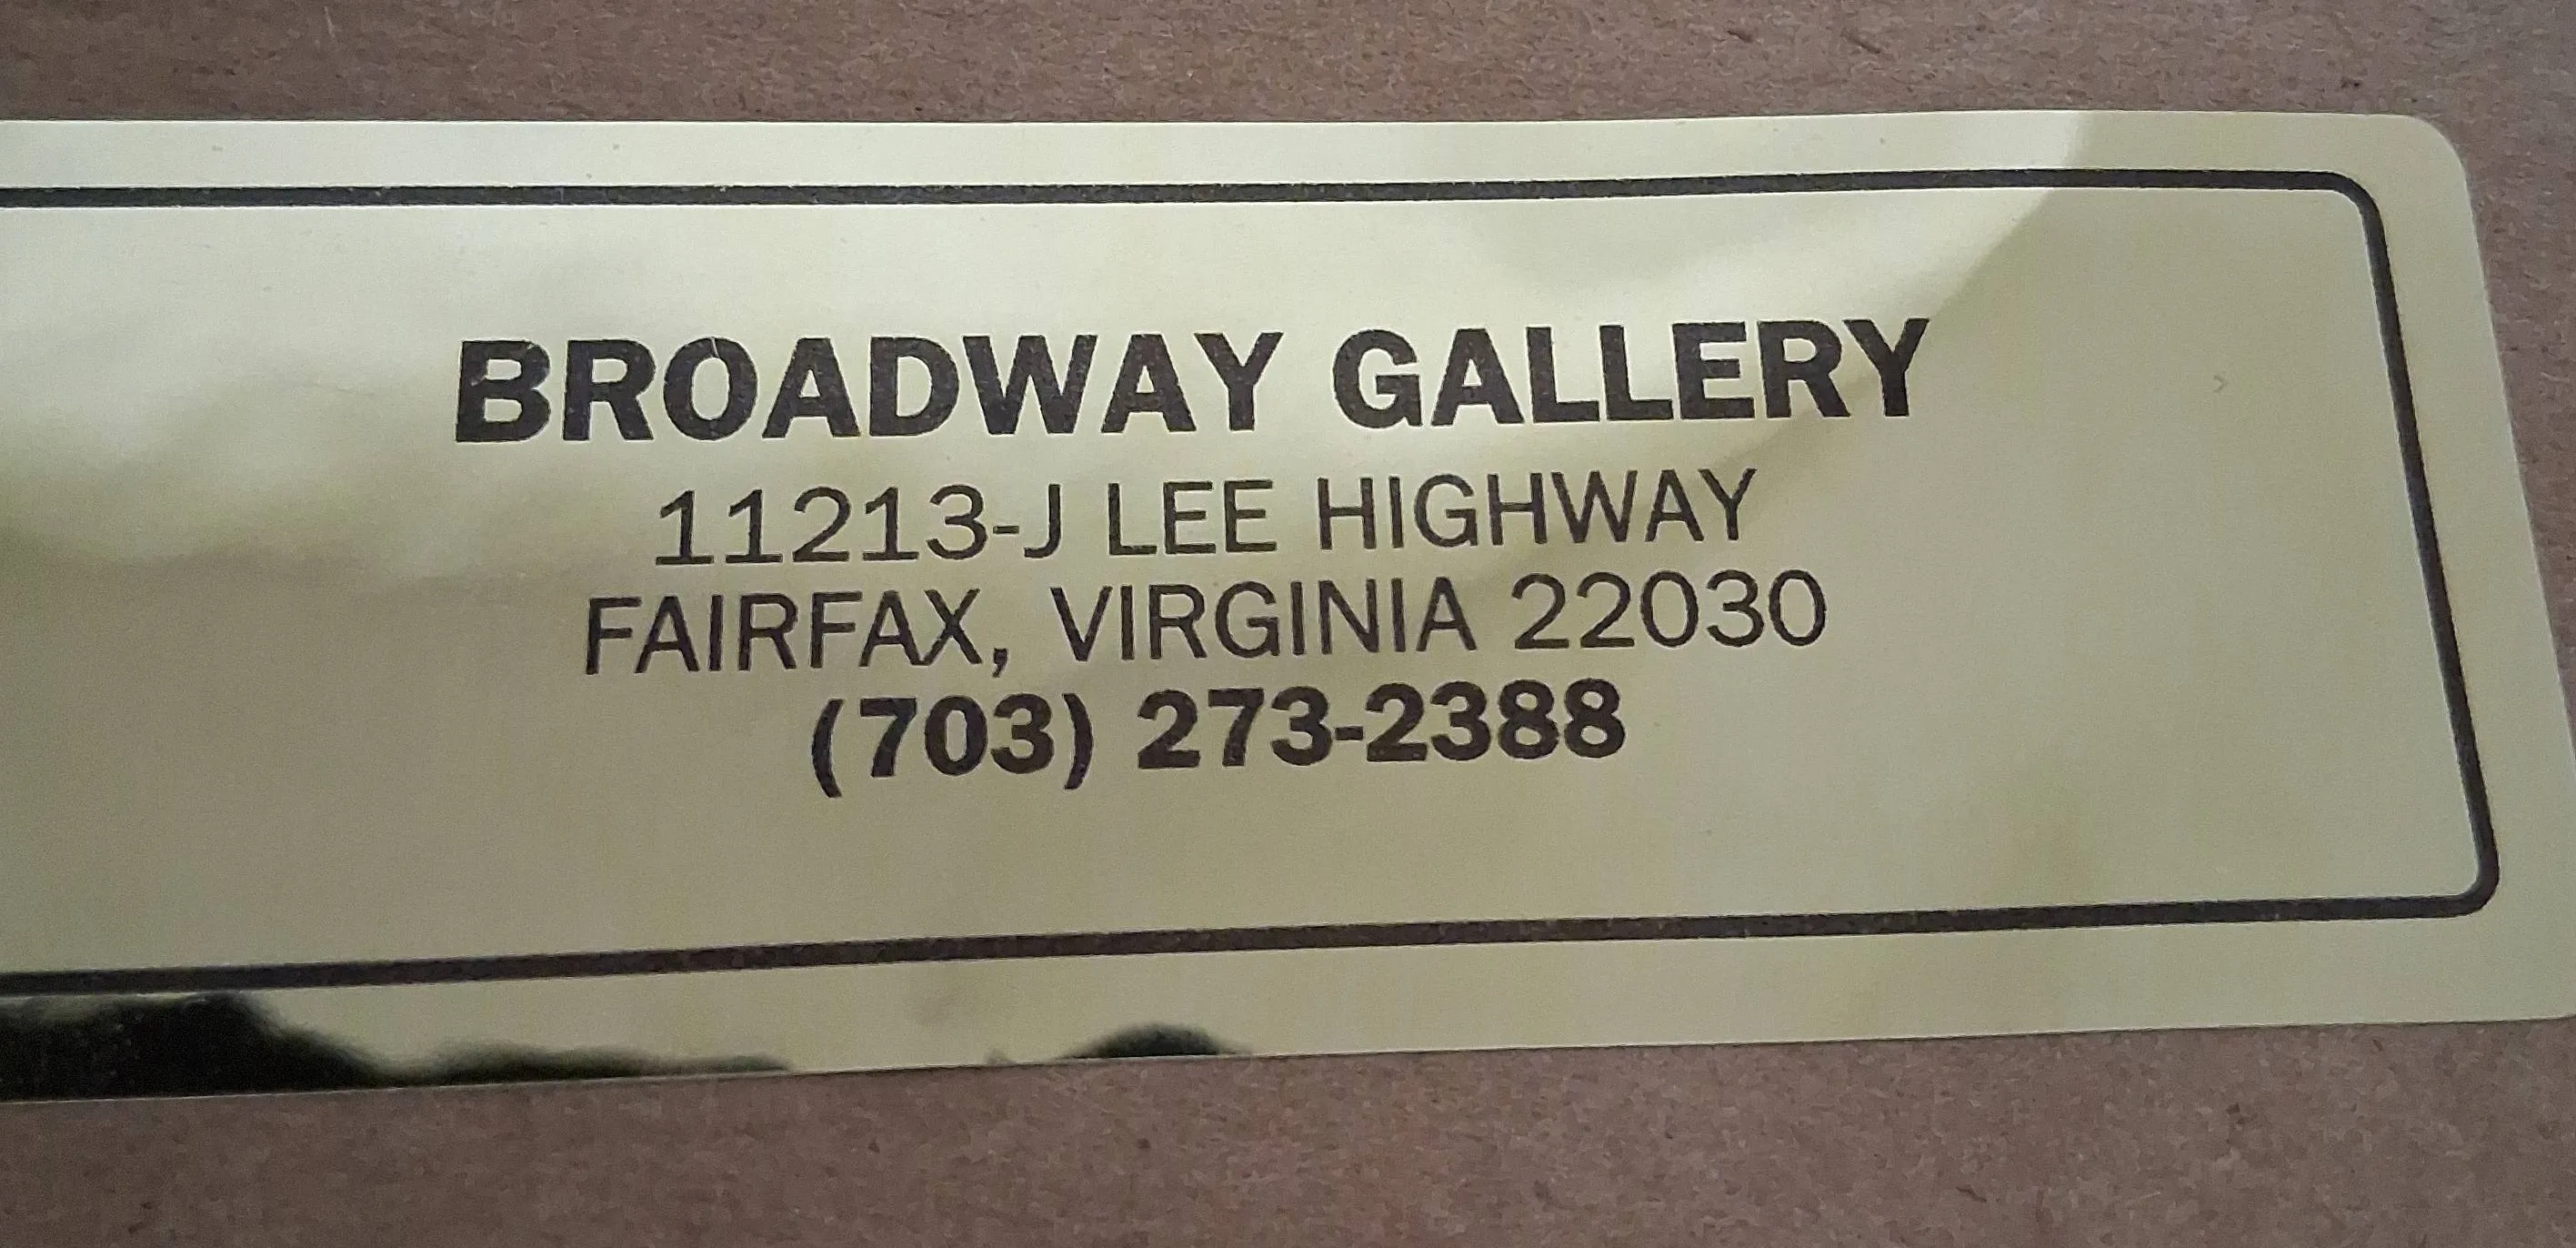 BROADWAY GALLERY
11213-J LEE HIGHWAY
FAIRFAX, VIRGINIA 22030
(703) 273-2388